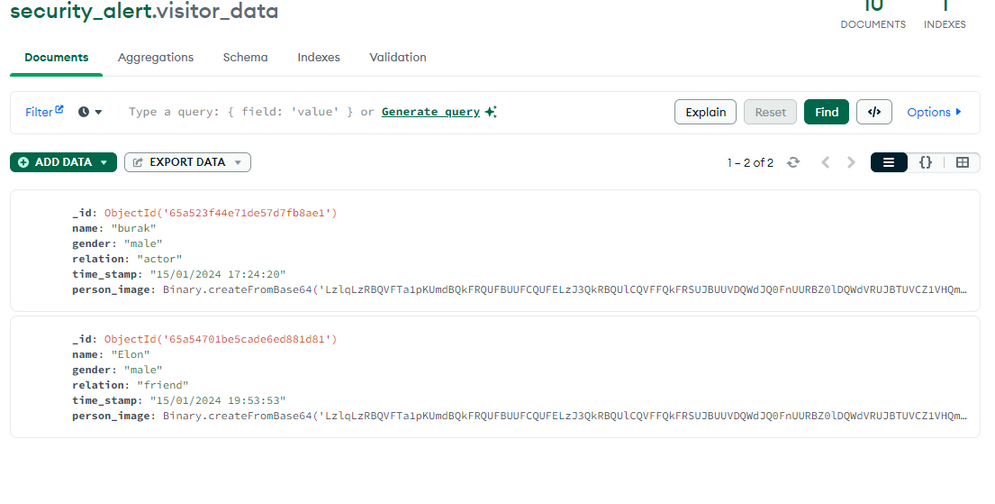 security_alert.visitor_data
10 1
DOCUMENTS INDEXES
Documents Aggregations Schema Indexes Validation
Filter Type a query: { field: 'value' } or Generate query Explain Reset Find </> Options
ADD DATA EXPORT DATA 1 – 2 of 2 {}
_id: ObjectId('65a523f44e71de57d7fb8ae1')
name: "burak"
gender: "male"
relation: "actor"
time_stamp: "15/01/2024 17:24:20"
person_image: Binary.createFromBase64('LzlqLzRBQVFTa1pKUmdBQkFRQUFBUUFCQUFELzJ3QkRBQUlCQVFFQkFRSUJBUUVDQWdJQ0FnUURBZ0lDQWdVRUJBTUVCZ1VHQm…
_id: ObjectId('65a54701be5cade6ed881d81')
name: "Elon"
gender: "male"
relation: "friend"
time_stamp: "15/01/2024 19:53:53"
person_image: Binary.createFromBase64('LzlqLzRBQVFTa1pKUmdBQkFRQUFBUUFCQUFELzJ3QkRBQUlCQVFFQkFRSUJBUUVDQWdJQ0FnUURBZ0lDQWdVRUJBTUVCZ1VHQm…